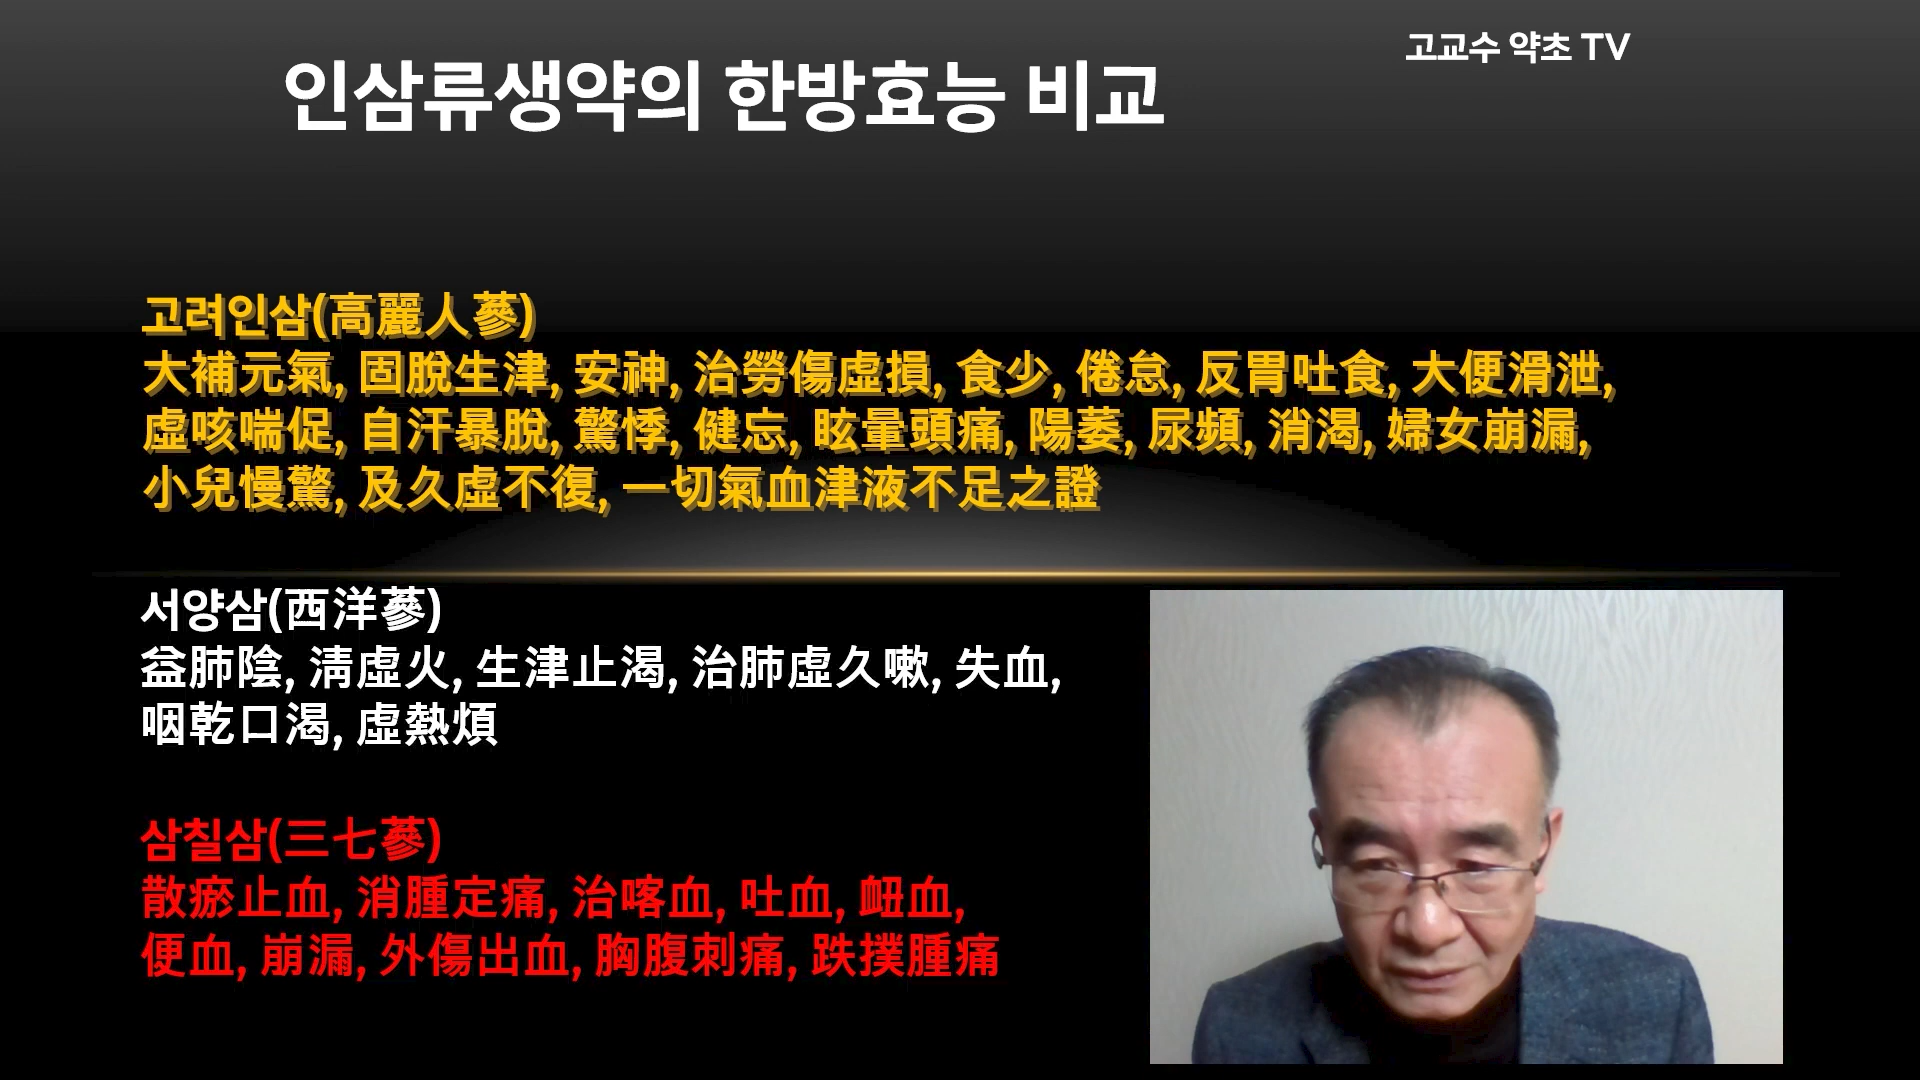 고교수 약초 TV
인삼류생약의 한방효능 비교
고려인삼(高麗人蔘)
大補元氣, 固脫生津, 安神, 治勞傷虛損, 食少, 倦怠, 反胃吐食, 大便滑泄,
虛咳喘促, 自汗暴脫, 驚悸, 健忘, 眩暈頭痛, 陽萎, 尿頻, 消渴, 婦女崩漏,
小兒慢驚, 及久虛不復, 一切氣血津液不足之證
서양삼(西洋蔘)
益肺陰, 淸虛火, 生津止渴, 治肺虛久嗽, 失血,
咽乾口渴, 虛熱煩
삼칠삼(三七蔘)
散瘀止血, 消腫定痛, 治喀血, 吐血, 衄血,
便血, 崩漏, 外傷出血, 胸腹刺痛, 跌撲腫痛